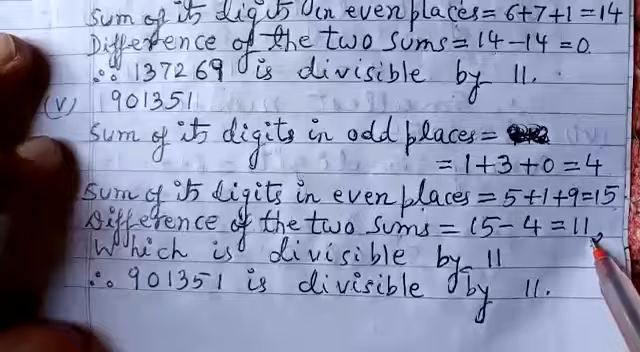 Sum of its digits in even places = 6+7+1 = 14
Difference of the two sums = 14-14 = 0.
∴ 137269 is divisible by 11.
(v) 901351
Sum of its digits in odd places =
= 1+3+0 = 4
Sum of its digits in even places = 5+1+9=15
Difference of the two sums = 15-4 = 11,
Which is divisible by 11
∴ 901351 is divisible by 11.